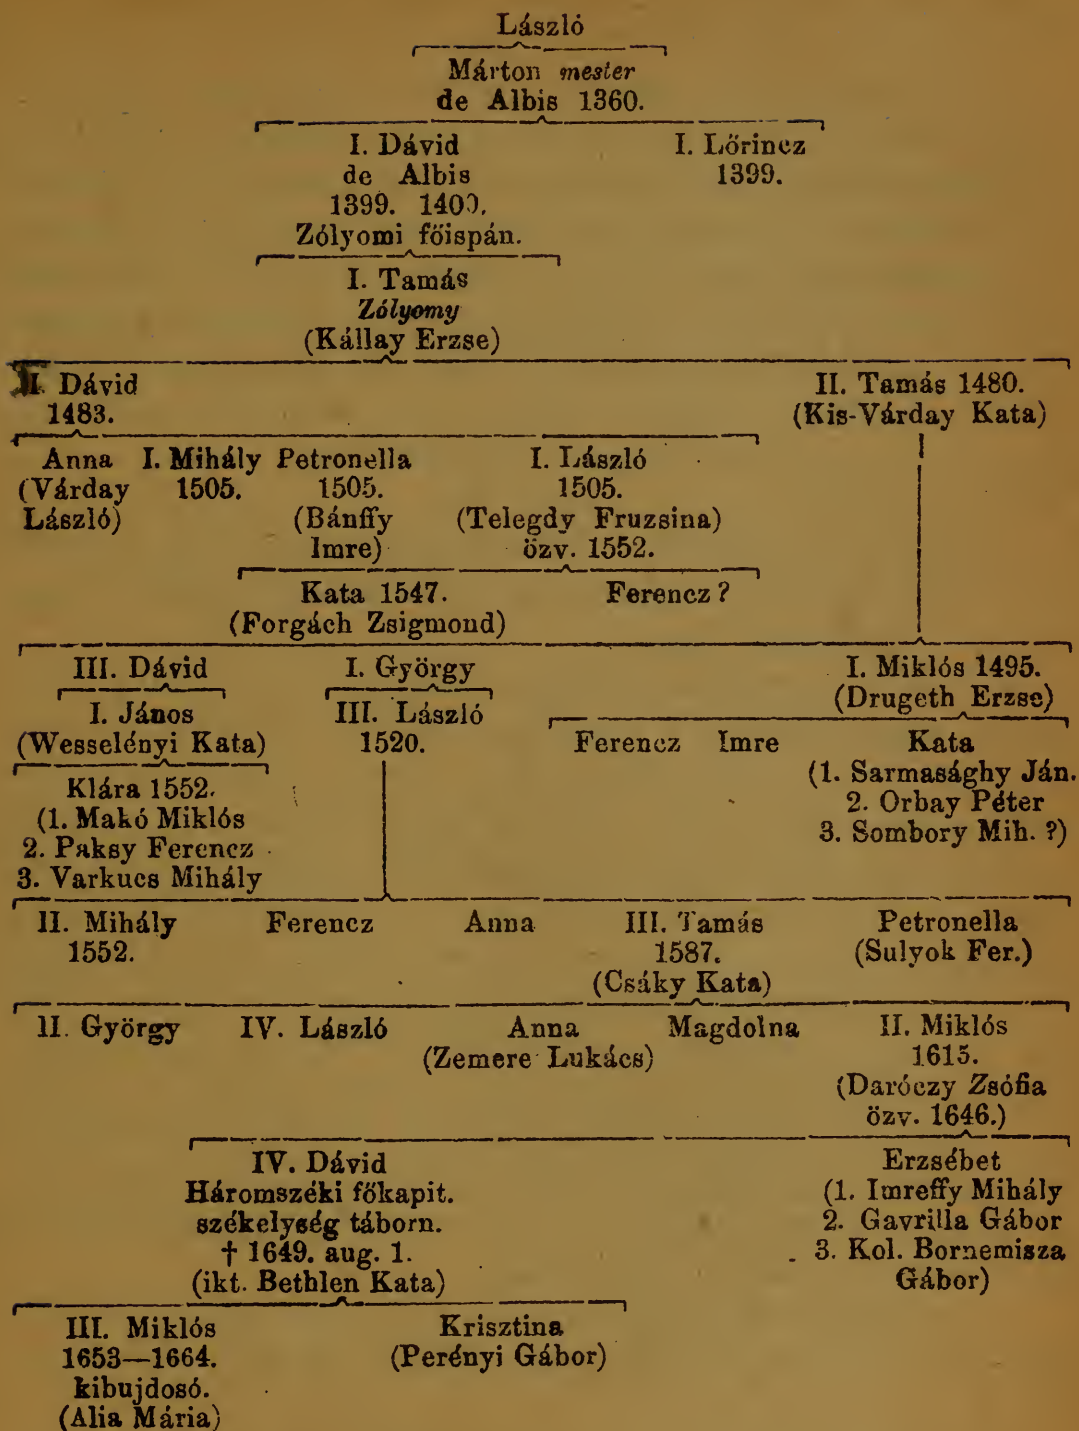 László
Márton mester
de Albis 1360.
I. Dávid I. Lőrincz
de Albis 1399.
1399. 1400.
Zólyomi főispán.
I. Tamás
Zólyomy
(Kállay Erzse)
II. Dávid II. Tamás 1480.
1483. (Kis-Várday Kata)
Anna I. Mihály Petronella I. László
(Várday 1505. 1505. 1505.
László) (Bánffy (Telegdy Fruzsina)
Imre) özv. 1552.
Kata 1547. Ferencz ?
(Forgách Zsigmond)
III. Dávid I. György I. Miklós 1495.
(Drugeth Erzse)
I. János III. László
(Wesselényi Kata) 1520. Ferencz Imre Kata
Klára 1552. (1. Sarmasághy Ján.
(1. Makó Miklós 2. Orbay Péter
2. Paksy Ferencz 3. Sombory Mih. ?)
3. Varkucs Mihály
II. Mihály Ferencz Anna III. Tamás Petronella
1552. 1587. (Sulyok Fer.)
(Csáky Kata)
II. György IV. László Anna Magdolna II. Miklós
(Zemere Lukács) 1615.
(Daróczy Zsófia
özv. 1646.)
IV. Dávid Erzsébet
Háromszéki főkapit. (1. Imreffy Mihály
székelység táborn. 2. Gavrilla Gábor
† 1649. aug. 1. 3. Kol. Bornemisza
(ikt. Bethlen Kata) Gábor)
III. Miklós Krisztina
1653—1664. (Perényi Gábor)
kibujdosó.
(Alia Mária)